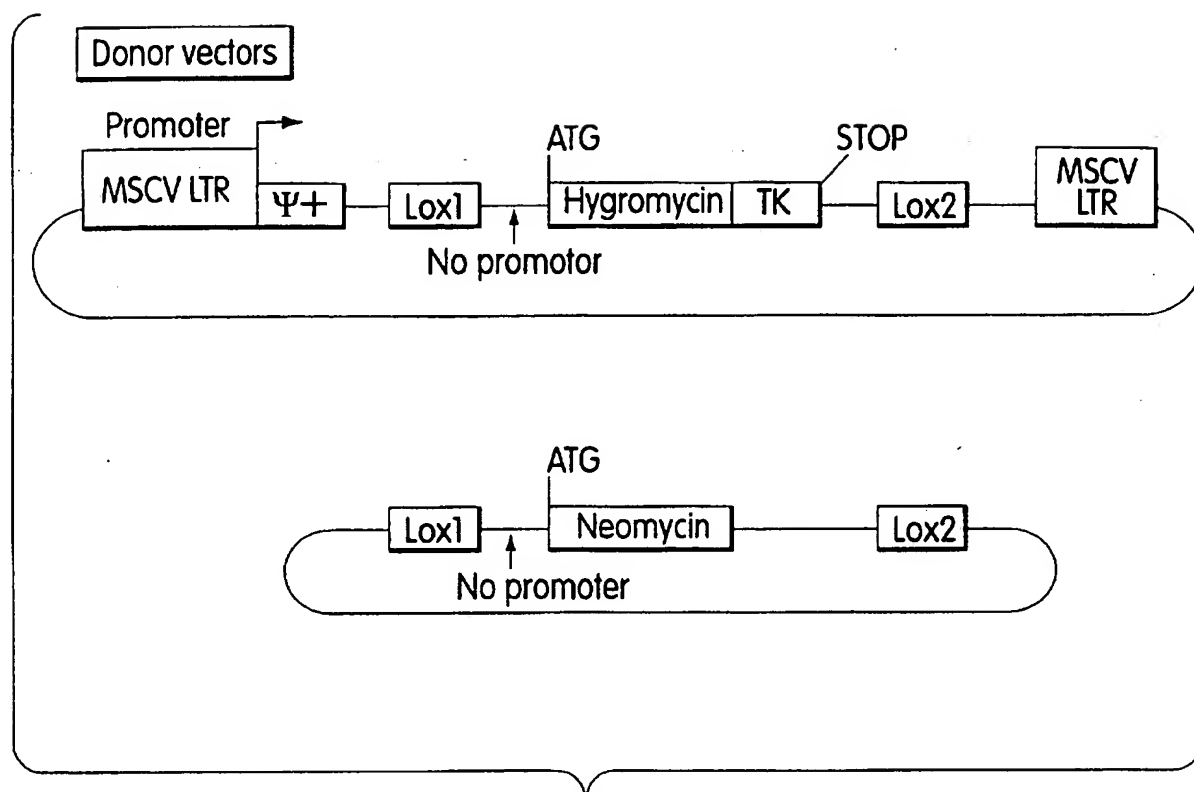 Donor vectors
Promoter
ATG
STOP
MSCV LTR
Ψ+
Lox1
Hygromycin
TK
Lox2
MSCV
LTR
No promotor
ATG
Lox1
Neomycin
Lox2
No promoter